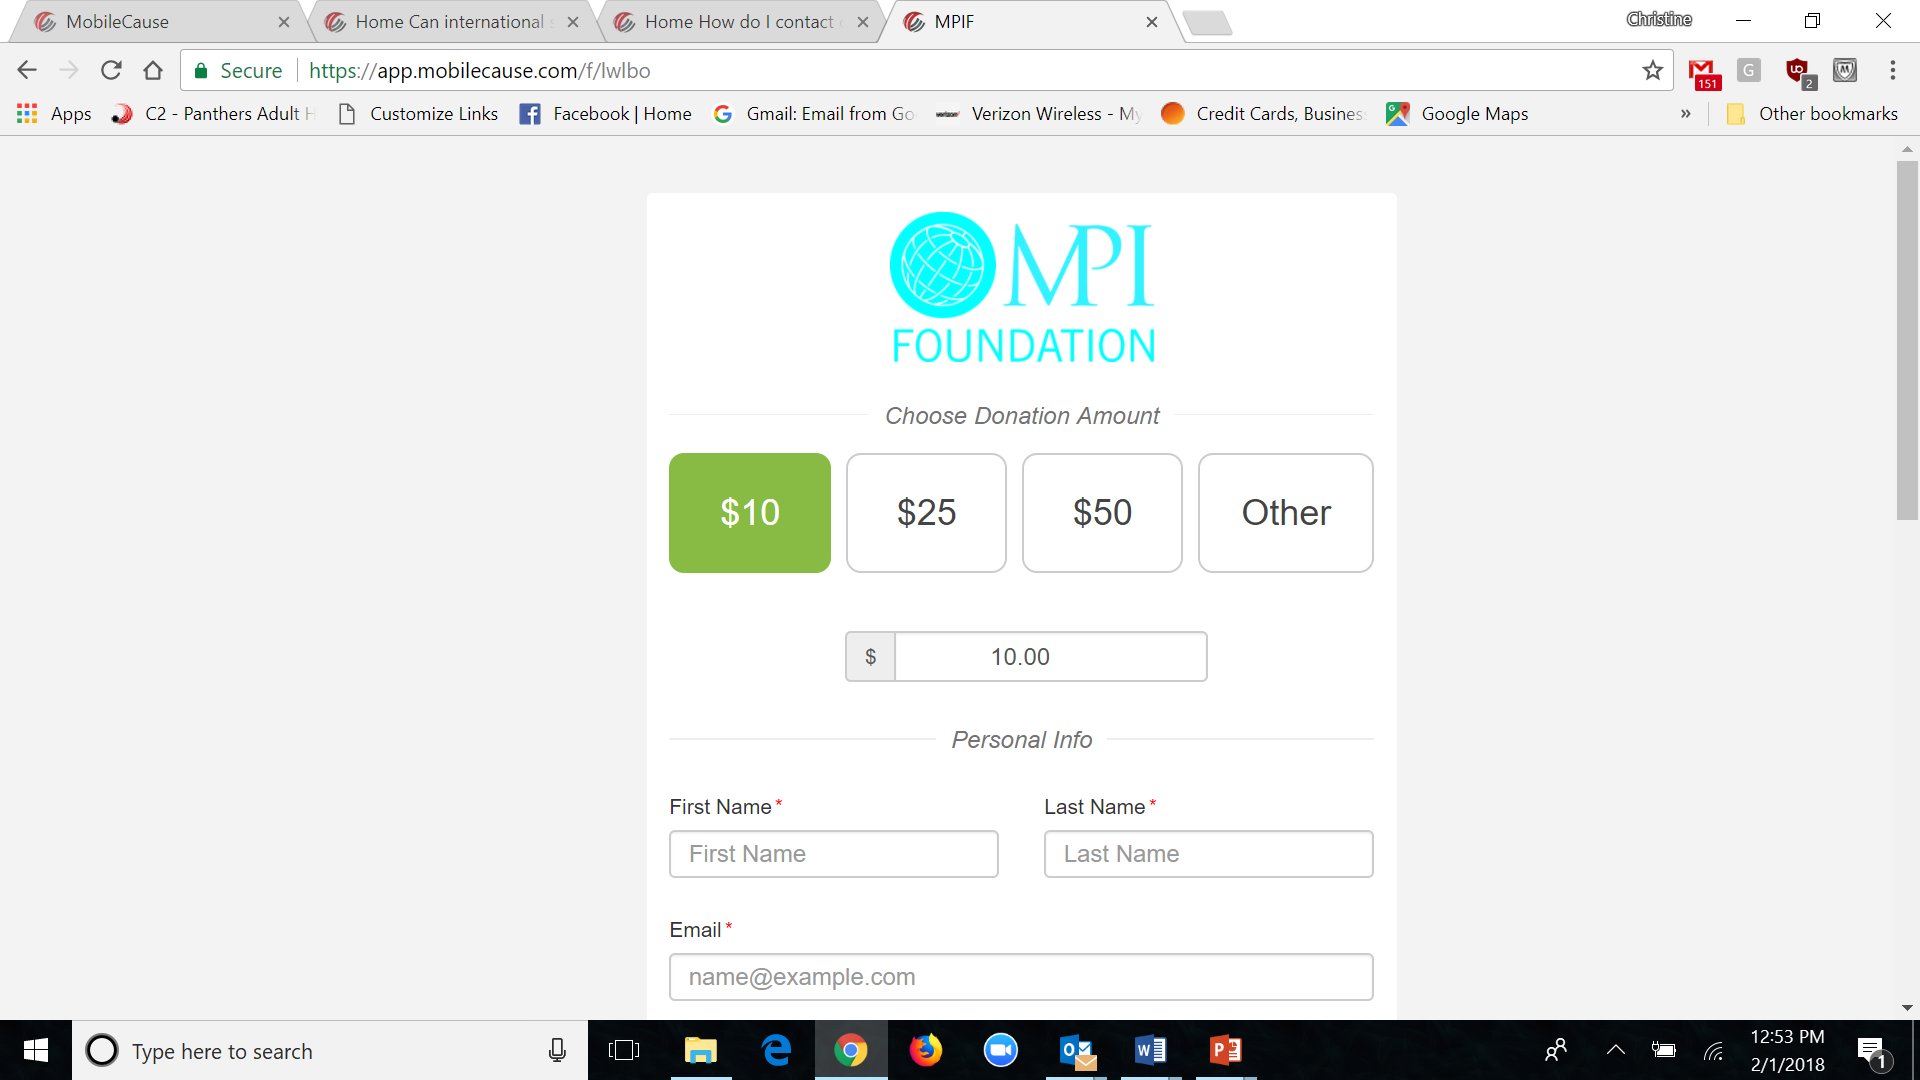 MobileCause
Home Can international
Home How do I contact
MPIF
Christine
Secure
https://app.mobilecause.com/f/lwlbo
151
G
2
Apps
C2 - Panthers Adult H
Customize Links
Facebook | Home
Gmail: Email from Go
Verizon Wireless - My
Credit Cards, Busines
Google Maps
»
Other bookmarks
MPI
FOUNDATION
Choose Donation Amount
$10
$25
$50
Other
$
10.00
Personal Info
First Name*
Last Name*
First Name
Last Name
Email*
name@example.com
Type here to search
12:53 PM
2/1/2018
1